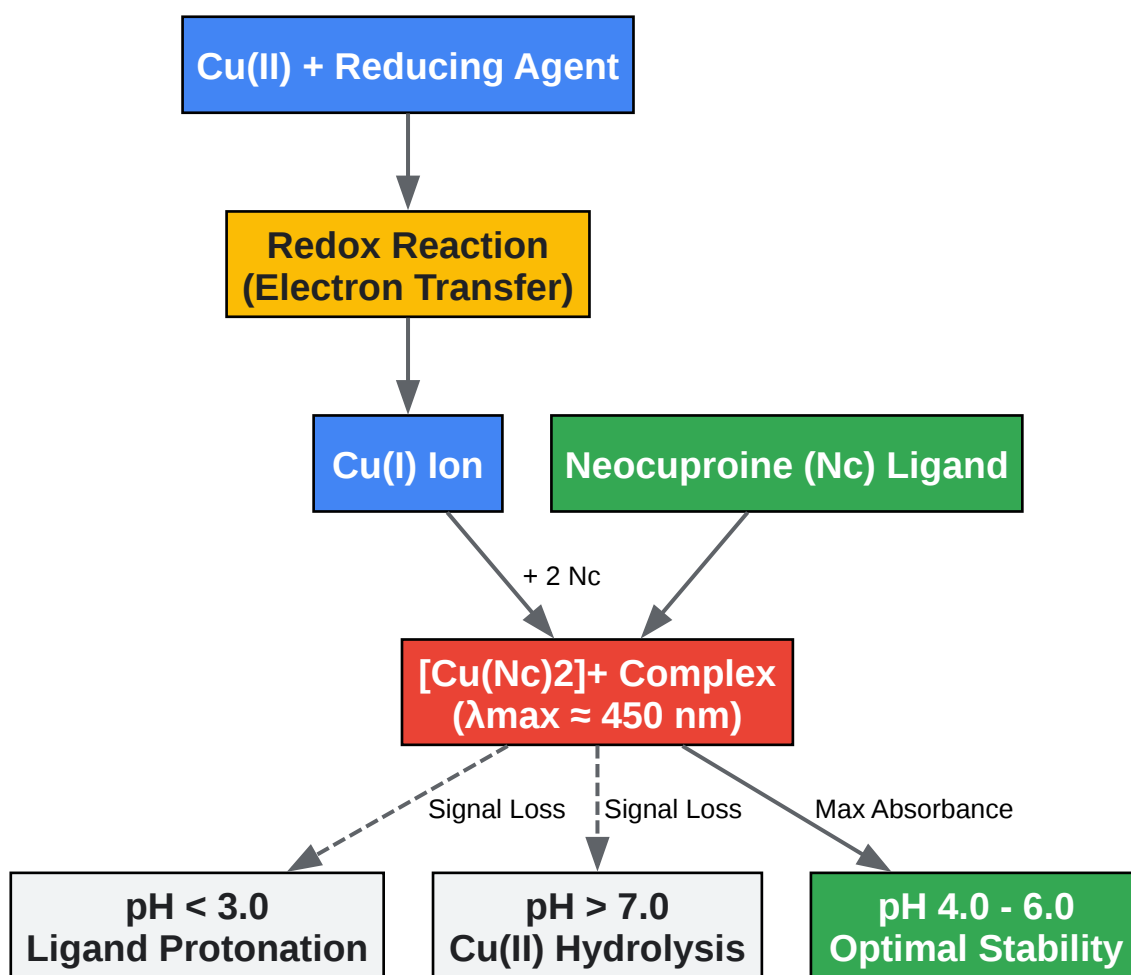 Cu(II) + Reducing Agent
Redox Reaction
(Electron Transfer)
Cu(I) Ion
Neocuproine (Nc) Ligand
+ 2 Nc
[Cu(Nc)2]+ Complex
(λmax ≈ 450 nm)
Signal Loss
Signal Loss
Max Absorbance
pH < 3.0
Ligand Protonation
pH > 7.0
Cu(II) Hydrolysis
pH 4.0 - 6.0
Optimal Stability